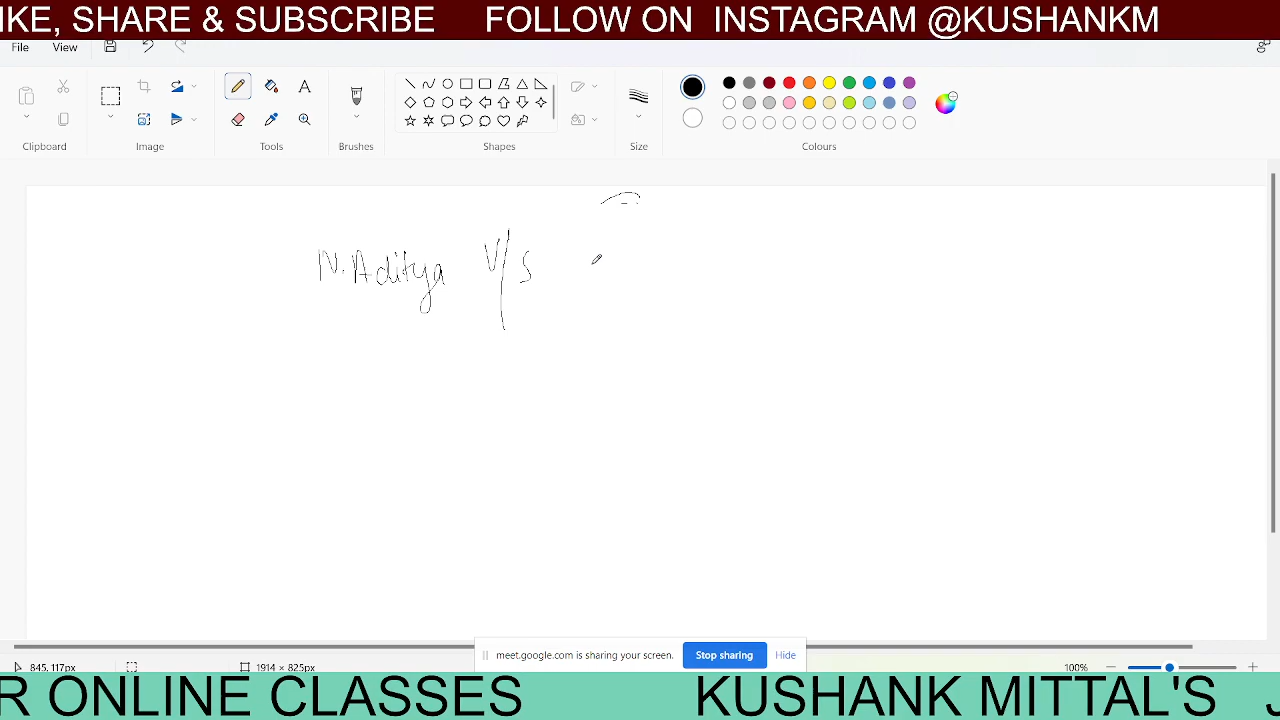 IKE, SHARE & SUBSCRIBE FOLLOW ON INSTAGRAM @KUSHANKM
File View
Clipboard Image Tools Brushes Shapes Size Colours
N. Aditya V/S
meet.google.com is sharing your screen. Stop sharing Hide
845,117px 1914 × 825px 100%
R ONLINE CLASSES KUSHANK MITTAL'S J